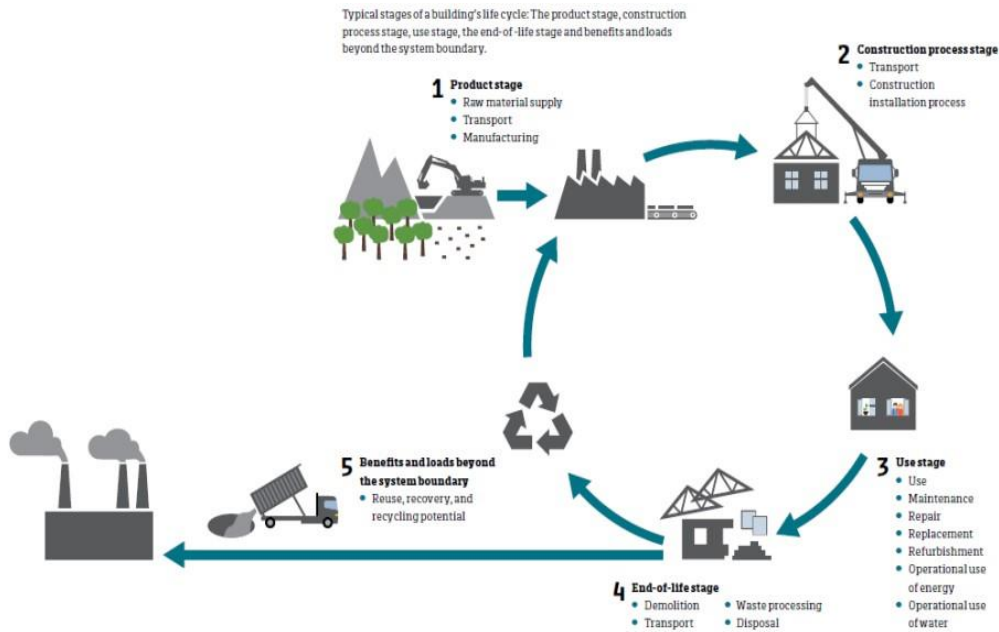 Typical stages of a building's life cycle: The product stage, construction
process stage, use stage, the end-of-life stage and benefits and loads
beyond the system boundary.
1 Product stage
• Raw material supply
• Transport
• Manufacturing
2 Construction process stage
• Transport
• Construction
installation process
3 Use stage
• Use
• Maintenance
• Repair
• Replacement
• Refurbishment
• Operational use
of energy
• Operational use
of water
4 End-of-life stage
• Demolition
• Transport
• Waste processing
• Disposal
5 Benefits and loads beyond
the system boundary
• Reuse, recovery, and
recycling potential